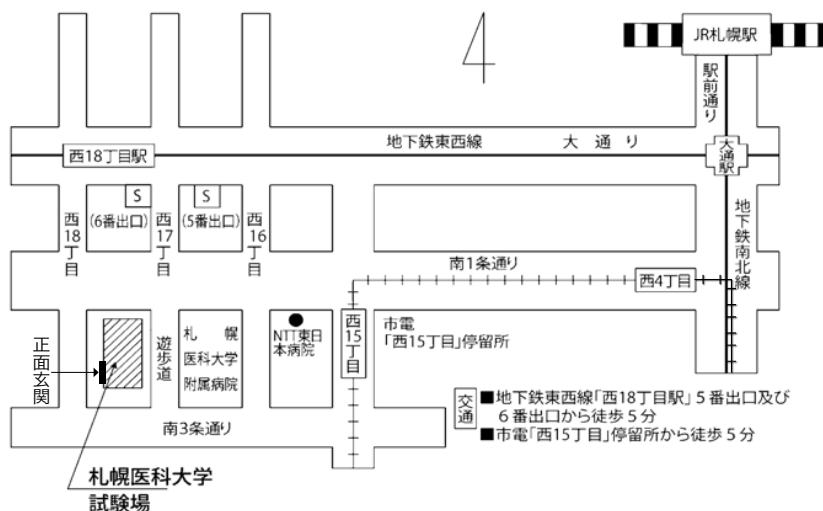 JR札幌駅
駅前通り
地下鉄東西線
大通り
西18丁目駅
大通駅
S
S
(6番出口)
(5番出口)
西18丁目
西17丁目
西16丁目
地下鉄南北線
南1条通り
西4丁目
正面玄関
遊歩道
札幌
医科大学
附属病院
NTT東日
本病院
西15丁目
市電
「西15丁目」停留所
南3条通り
交通
■地下鉄東西線「西18丁目駅」5番出口及び
6番出口から徒歩5分
■市電「西15丁目」停留所から徒歩5分
札幌医科大学
試験場